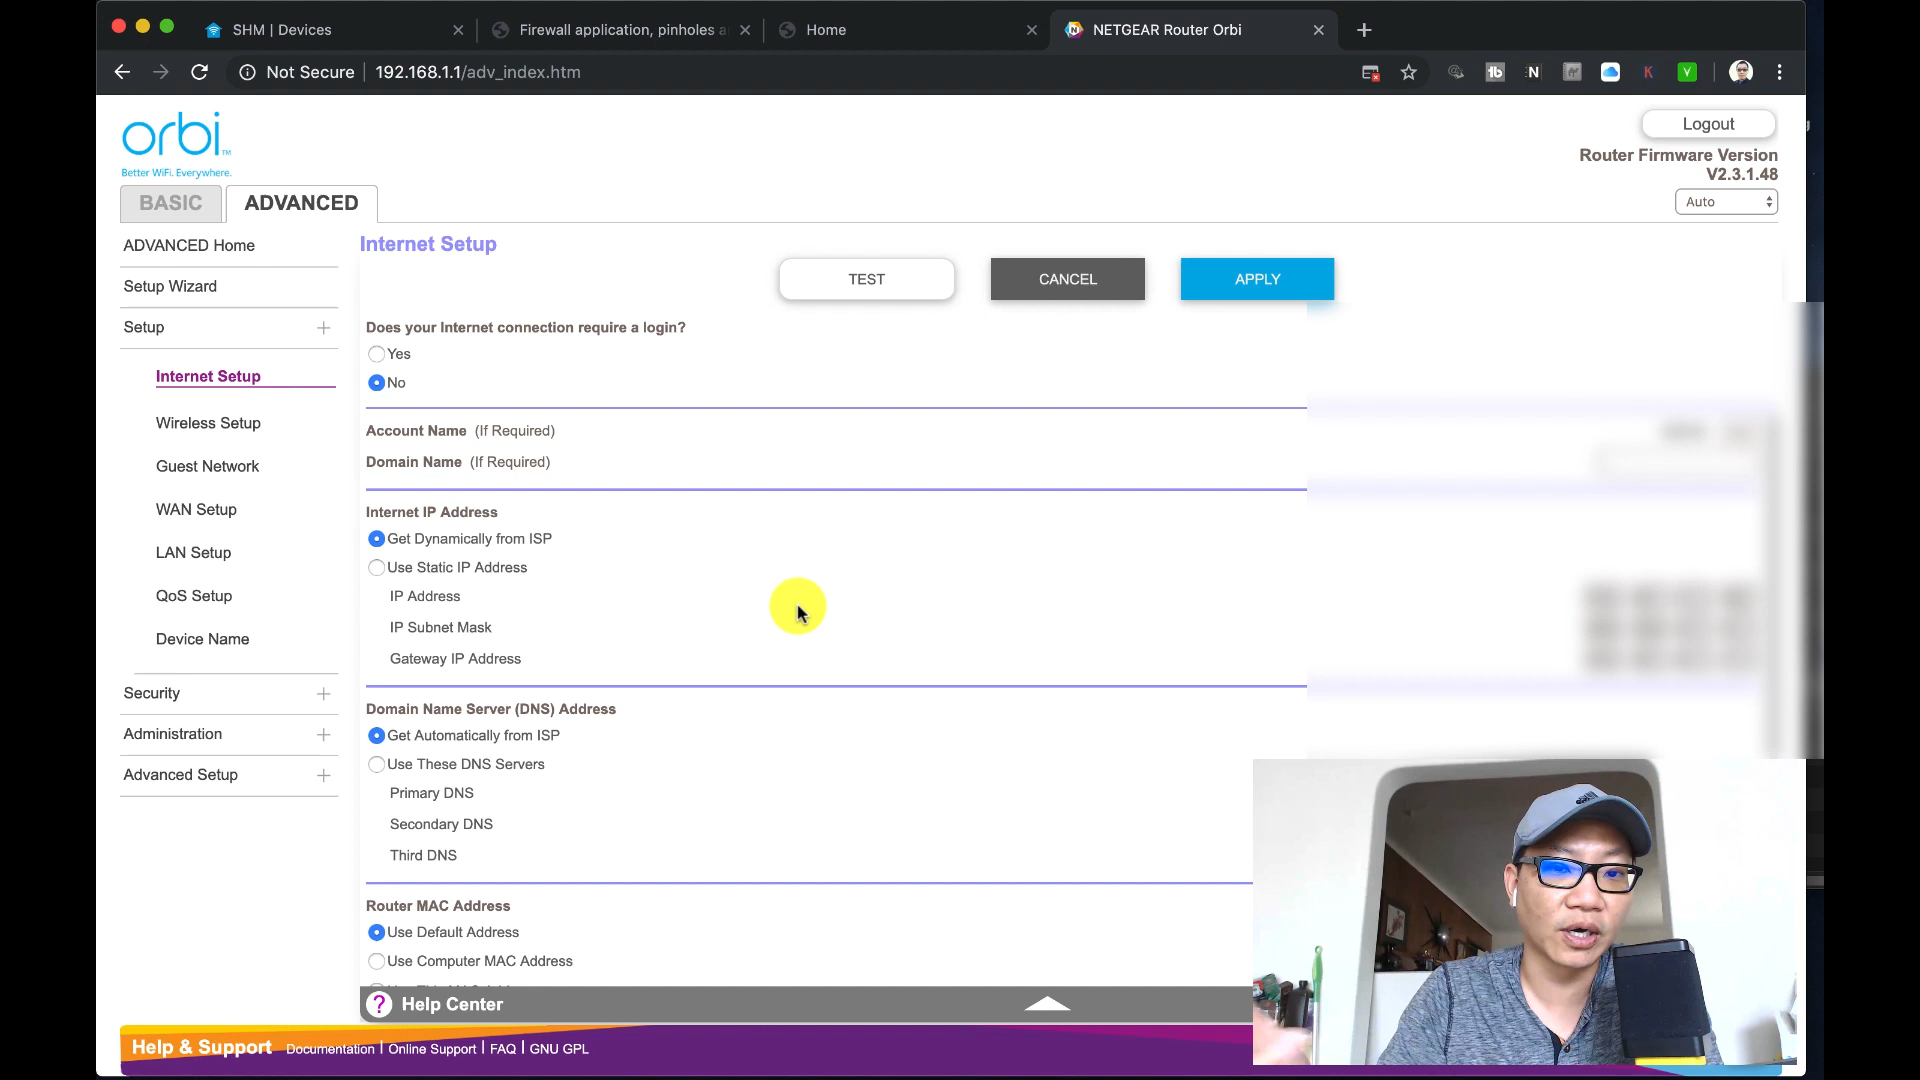 SHM | Devices
Firewall application, pinholes a
Home
NETGEAR Router Orbi
Not Secure | 192.168.1.1/adv_index.htm
orbi™
Better WiFi. Everywhere.
Logout
Router Firmware Version
V2.3.1.48
Auto
BASIC
ADVANCED
ADVANCED Home
Setup Wizard
Setup
Internet Setup
Wireless Setup
Guest Network
WAN Setup
LAN Setup
QoS Setup
Device Name
Security
Administration
Advanced Setup
Internet Setup
TEST
CANCEL
APPLY
Does your Internet connection require a login?
Yes
No
Account Name (If Required)
Domain Name (If Required)
Internet IP Address
Get Dynamically from ISP
Use Static IP Address
IP Address
IP Subnet Mask
Gateway IP Address
Domain Name Server (DNS) Address
Get Automatically from ISP
Use These DNS Servers
Primary DNS
Secondary DNS
Third DNS
Router MAC Address
Use Default Address
Use Computer MAC Address
? Help Center
Help & Support Documentation | Online Support | FAQ | GNU GPL